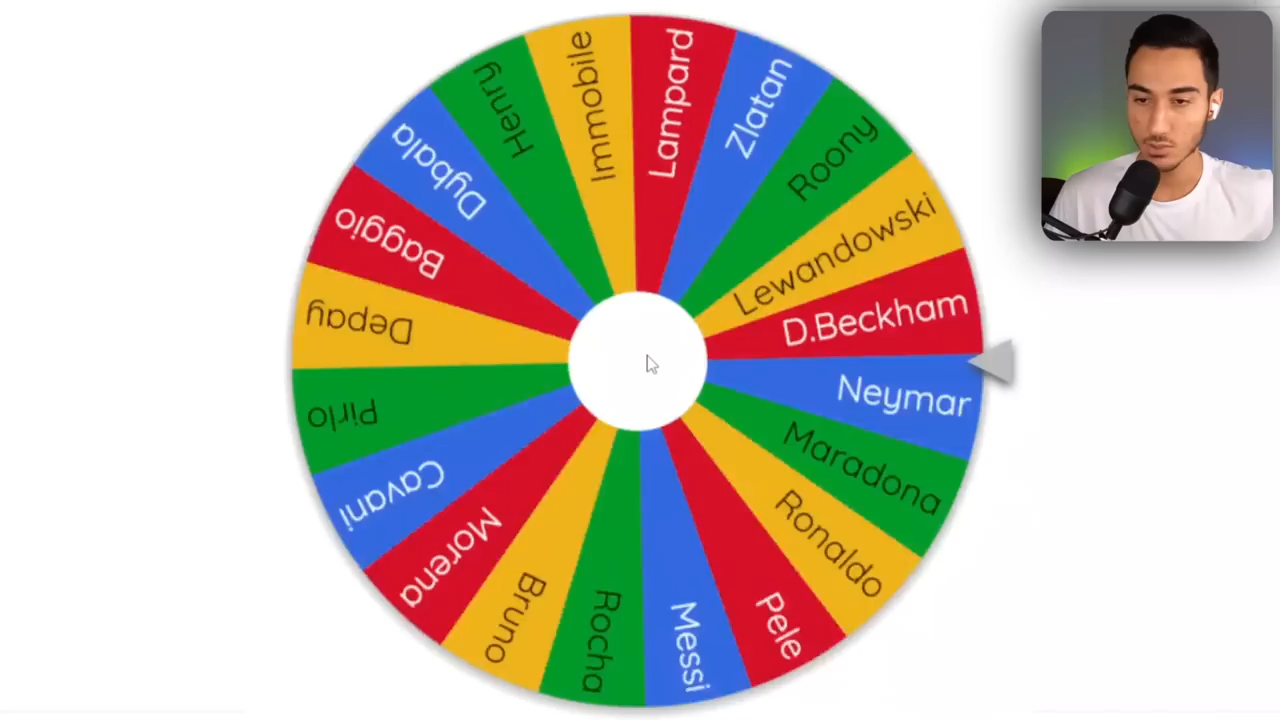 Lampard
Zlatan
Roony
Lewandowski
D.Beckham
Neymar
Maradona
Ronaldo
Pele
Messi
Rocha
Bruno
Morena
Cavani
Pirlo
Depay
Baggio
Dybala
Henry
Immobile